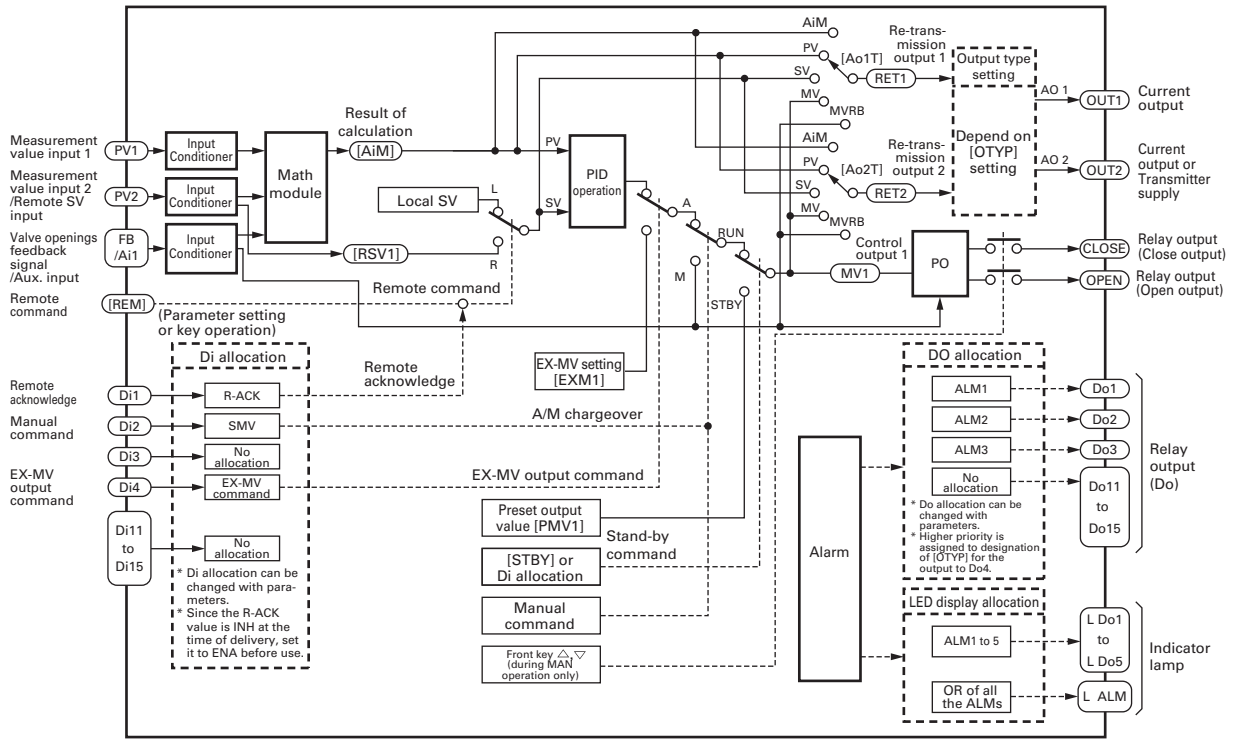 AiM
PV
SV
MV
MVRB
[Ao1T]
Re-trans-
mission
output 1
RET1
Output type
setting
Depend on
[OTYP]
setting
AO 1
OUT1
Current
output
AiM
PV
SV
MV
MVRB
[Ao2T]
Re-trans-
mission
output 2
RET2
AO 2
OUT2
Current
output or
Transmitter
supply
Measurement
value input 1
PV1
Input
Conditioner
Measurement
value input 2
/Remote SV
input
PV2
Input
Conditioner
Valve openings
feedback
signal
/Aux. input
FB
/Ai1
Input
Conditioner
Math
module
Result of
calculation
[AiM]
Local SV
[RSV1]
L
R
PV
SV
PID
operation
A
M
RUN
STBY
Control
output 1
MV1
PO
CLOSE
Relay output
(Close output)
OPEN
Relay output
(Open output)
Remote
command
[REM]
Remote command
(Parameter setting
or key operation)
Di allocation
Remote
acknowledge
EX-MV setting
[EXM1]
Remote
acknowledge
Di1
R-ACK
Manual
command
Di2
SMV
A/M chargeover
Di3
No
allocation
EX-MV
output
command
Di4
EX-MV
command
EX-MV output command
Di11
to
Di15
No
allocation
* Di allocation can be
changed with para-
meters.
* Since the R-ACK
value is INH at the
time of delivery, set
it to ENA before use.
Preset output
value [PMV1]
Stand-by
command
[STBY] or
Di allocation
Manual
command
Front key △,▽
(during MAN
operation only)
Alarm
DO allocation
ALM1
Do1
ALM2
Do2
ALM3
Do3
No
allocation
Do11
to
Do15
Relay
output
(Do)
* Do allocation can be
changed with
parameters.
* Higher priority is
assigned to designation
of [OTYP] for the
output to Do4.
LED display allocation
ALM1 to 5
L Do1
to
L Do5
OR of all
the ALMs
L ALM
Indicator
lamp